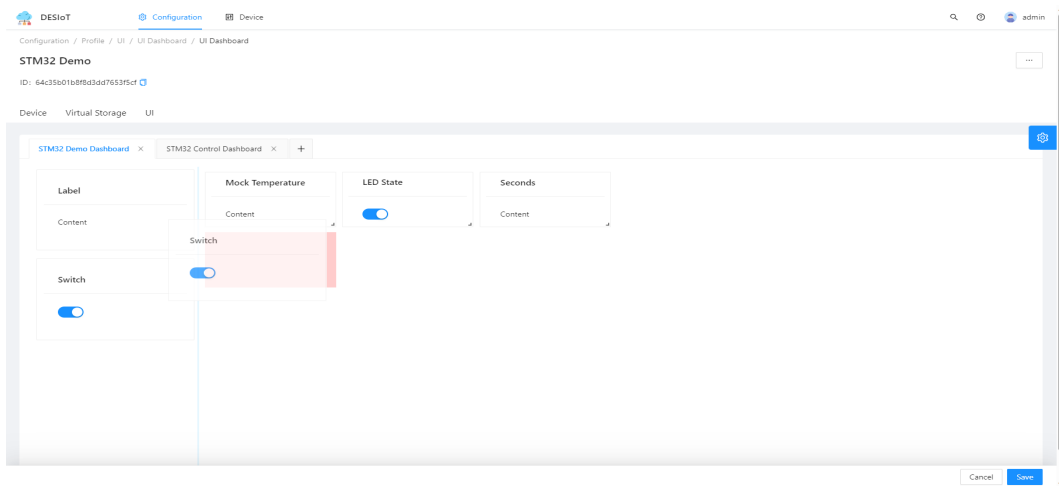 DESIoT Configuration Device admin
Configuration / Profile / UI / UI Dashboard / UI Dashboard
STM32 Demo
ID: 64c35b01b8f8d3dd7653f5cf
Device Virtual Storage UI
STM32 Demo Dashboard × STM32 Control Dashboard × +
Label Mock Temperature LED State Seconds
Content Content Content
Switch
Switch
Cancel Save